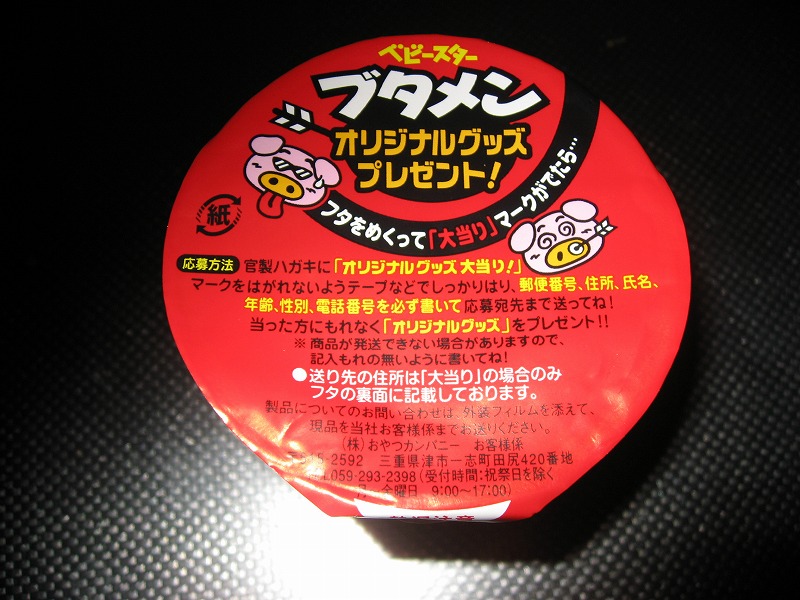 ベビースター
ブタメン
オリジナルグッズ
プレゼント!
フタをめくって「大当り」マークがでたら…
紙
応募方法 官製ハガキに「オリジナルグッズ大当り!」
マークをはがれないようテープなどでしっかりはり、郵便番号、住所、氏名、
年齢、性別、電話番号を必ず書いて応募宛先まで送ってね!
当った方にもれなく「オリジナルグッズ」をプレゼント!!
※商品が発送できない場合がありますので、
記入もれの無いように書いてね!
●送り先の住所は「大当り」の場合のみ
フタの裏面に記載しております。
製品についてのお問い合わせは、外装フィルムを添えて、
現品を当社お客様係までお送りください。
(株)おやつカンパニー お客様係
5-2592 三重県津市一志町田尻420番地
EL059-293-2398(受付時間:祝祭日を除く
月~金曜日 9:00~17:00)